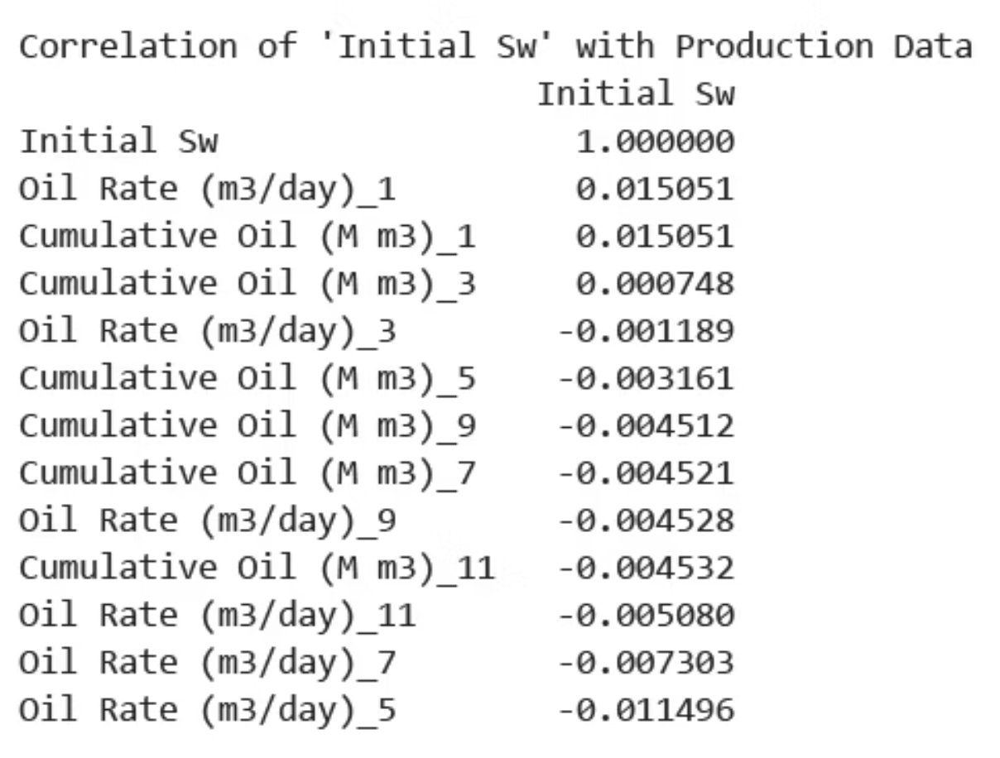 Correlation of 'Initial Sw' with Production Data
Initial Sw
Initial Sw 1.000000
Oil Rate (m3/day)_1 0.015051
Cumulative Oil (M m3)_1 0.015051
Cumulative Oil (M m3)_3 0.000748
Oil Rate (m3/day)_3 -0.001189
Cumulative Oil (M m3)_5 -0.003161
Cumulative Oil (M m3)_9 -0.004512
Cumulative Oil (M m3)_7 -0.004521
Oil Rate (m3/day)_9 -0.004528
Cumulative Oil (M m3)_11 -0.004532
Oil Rate (m3/day)_11 -0.005080
Oil Rate (m3/day)_7 -0.007303
Oil Rate (m3/day)_5 -0.011496